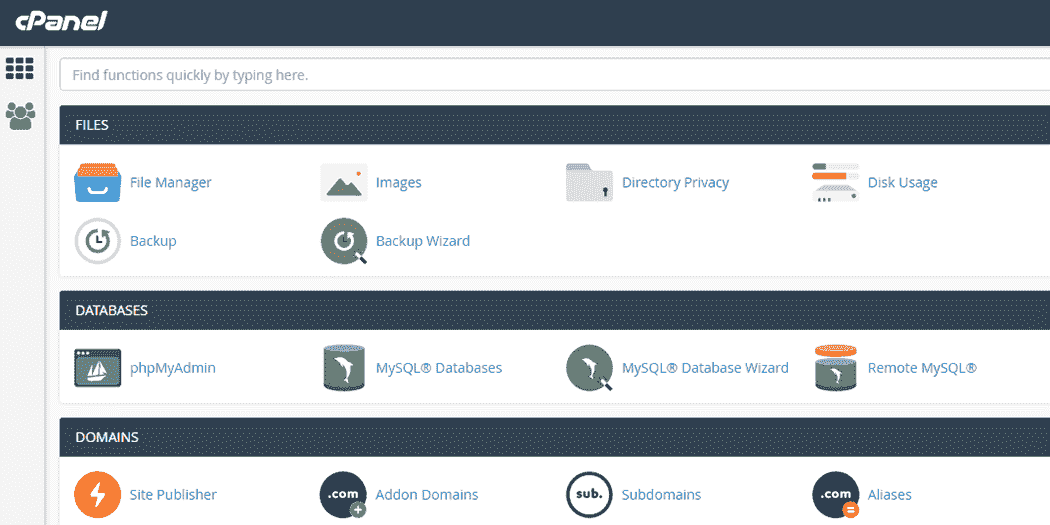 cPanel
Find functions quickly by typing here.
FILES
File Manager
Images
Directory Privacy
Disk Usage
Backup
Backup Wizard
DATABASES
phpMyAdmin
MySQL® Databases
MySQL® Database Wizard
Remote MySQL®
DOMAINS
.com
Site Publisher
Addon Domains
sub.
Subdomains
.com
Aliases